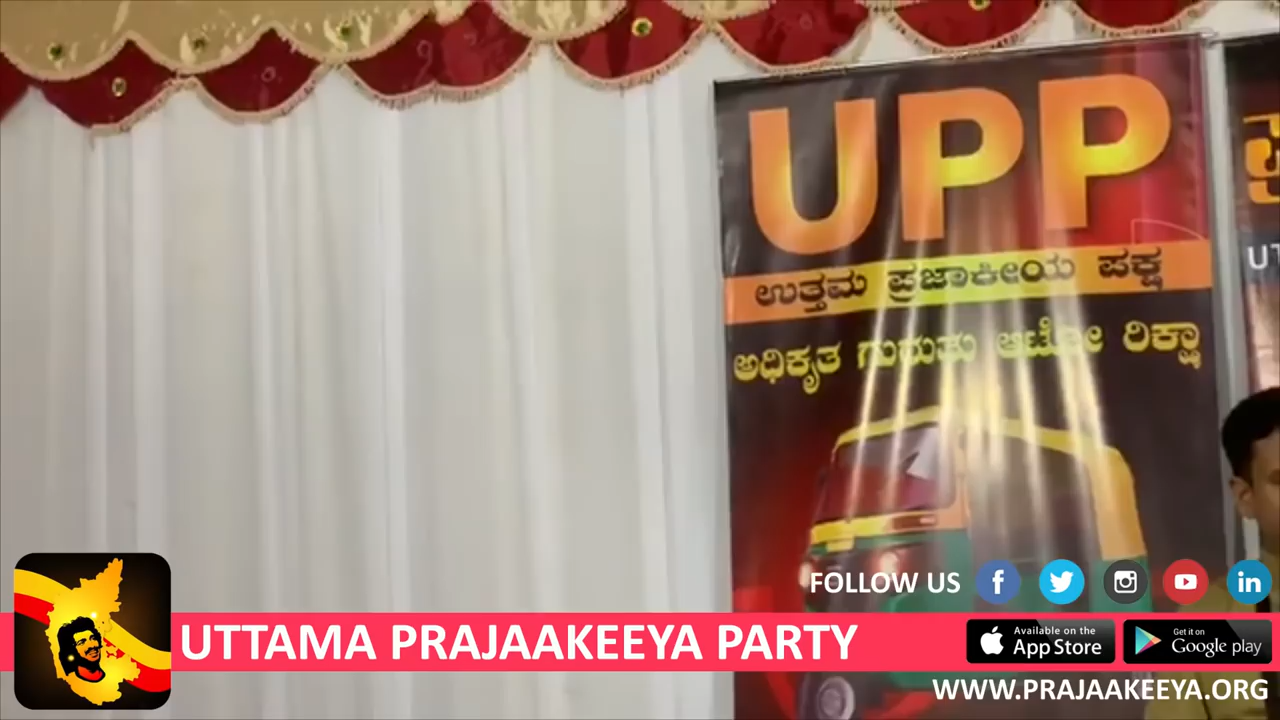 UPP
ಉತ್ತಮ ಪ್ರಜಾಕೀಯ ಪಕ್ಷ
ಅಧಿಕೃತ ಗುರುತು ಆಟೋ ರಿಕ್ಷಾ
UT
FOLLOW US
UTTAMA PRAJAAKEEYA PARTY
Available on the
App Store
Get it on
Google play
WWW.PRAJAAKEEYA.ORG